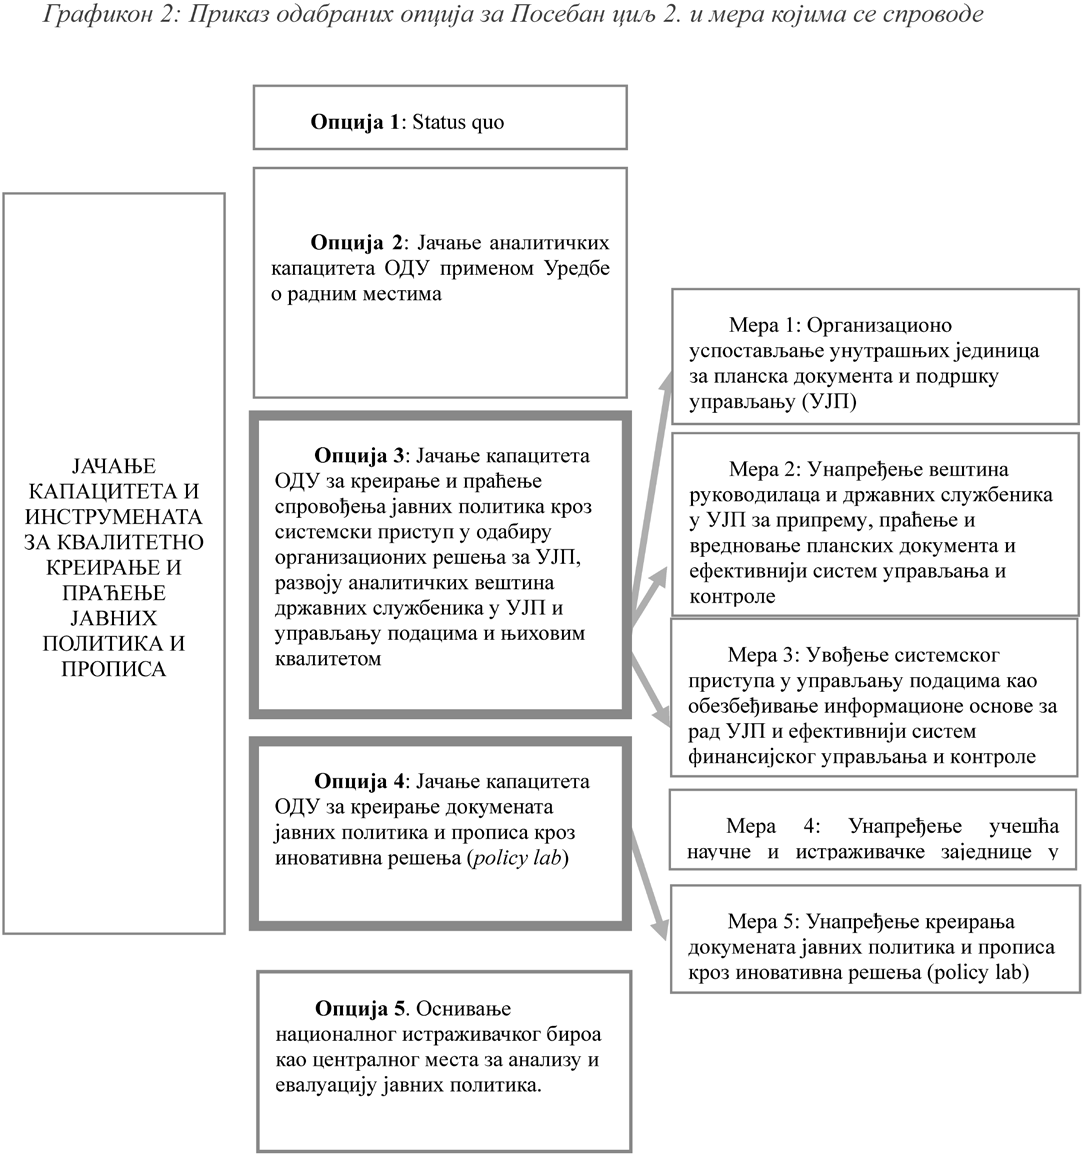 Графикон 2: Приказ одабраних опција за Посебан циљ 2. и мера којима се спроводе
ЈАЧАЊЕ
КАПАЦИТЕТА И
ИНСТРУМЕНАТА
ЗА КВАЛИТЕТНО
КРЕИРАЊЕ И
ПРАЋЕЊЕ
ЈАВНИХ
ПОЛИТИКА И
ПРОПИСА
Опција 1: Status quo
Опција 2: Јачање аналитичких
капацитета ОДУ применом Уредбе
о радним местима
Опција 3: Јачање капацитета
ОДУ за креирање и праћење
спровођења јавних политика кроз
системски приступ у одабиру
организационих решења за УЈП,
развоју аналитичких вештина
државних службеника у УЈП и
управљању подацима и њиховим
квалитетом
Опција 4: Јачање капацитета
ОДУ за креирање докумената
јавних политика и прописа кроз
иновативна решења (policy lab)
Опција 5. Оснивање
националног истраживачког бироа
као централног места за анализу и
евалуацију јавних политика.
Мера 1: Организационо
успостављање унутрашњих јединица
за планска документа и подршку
управљању (УЈП)
Мера 2: Унапређење вештина
руководилаца и државних службеника
у УЈП за припрему, праћење и
вредновање планских документа и
ефективнији систем управљања и
контроле
Мера 3: Увођење системског
приступа у управљању подацима као
обезбеђивање информационе основе за
рад УЈП и ефективнији систем
финансијског управљања и контроле
Мера 4: Унапређење учешћа
научне и истраживачке заједнице у
Мера 5: Унапређење креирања
докумената јавних политика и прописа
кроз иновативна решења (policy lab)